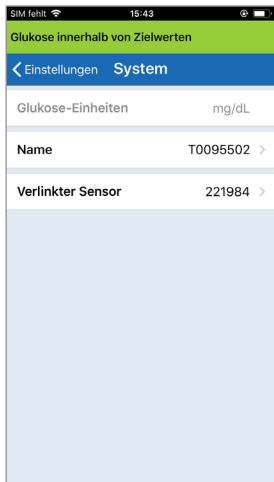 SIM fehlt 15:43
Glukose innerhalb von Zielwerten
Einstellungen System
Glukose-Einheiten mg/dL
Name T0095502
Verlinkter Sensor 221984